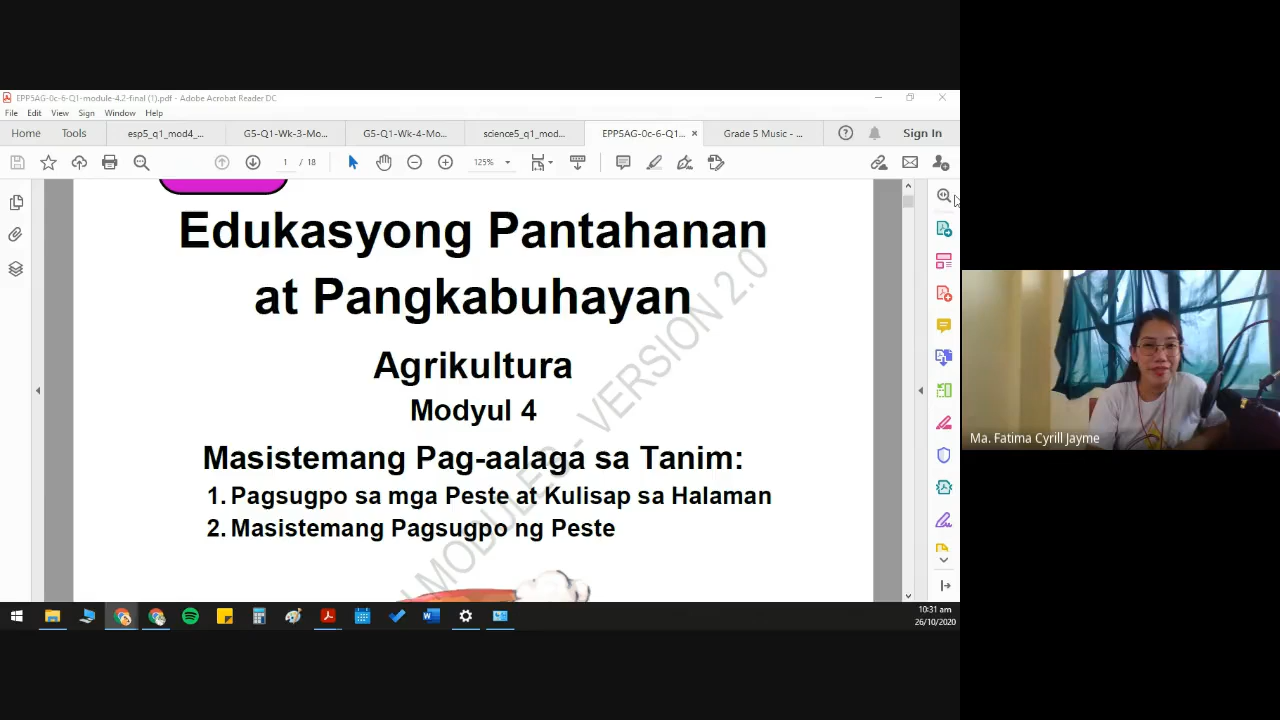 EPP5AG-0c-6-Q1-module-4.2-final (1).pdf - Adobe Acrobat Reader DC
File Edit View Sign Window Help
Home Tools esp5_q1_mod4_... G5-Q1-Wk-3-Mo... G5-Q1-Wk-4-Mo... science5_q1_mod... EPP5AG-0c-6-Q1... × Grade 5 Music - ... Sign In
1 / 18 125%
Edukasyong Pantahanan
at Pangkabuhayan
Agrikultura
Modyul 4
Masistemang Pag-aalaga sa Tanim:
1. Pagsugpo sa mga Peste at Kulisap sa Halaman
2. Masistemang Pagsugpo ng Peste
MODULES - VERSION 2.0
Ma. Fatima Cyrill Jayme
10:31 am
26/10/2020